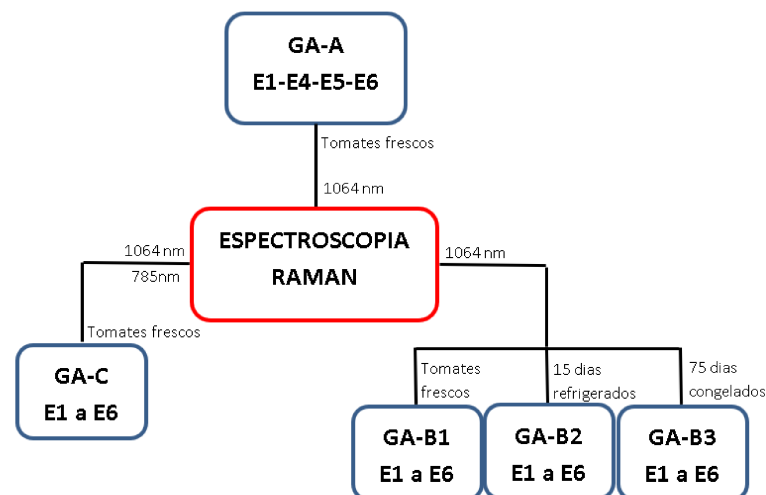 GA-A
E1-E4-E5-E6
Tomates frescos
1064 nm
ESPECTROSCOPIA
RAMAN
1064 nm
785nm
Tomates frescos
GA-C
E1 a E6
1064 nm
Tomates
frescos
15 dias
refrigerados
75 dias
congelados
GA-B1
E1 a E6
GA-B2
E1 a E6
GA-B3
E1 a E6